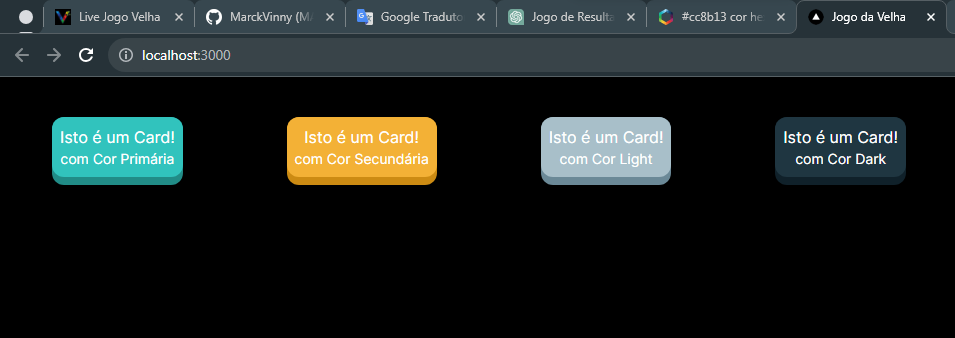 Live Jogo Velha
MarckVinny (M
Google Traduto
Jogo de Resulta
#cc8b13 cor he
Jogo da Velha
localhost:3000
Isto é um Card!
com Cor Primária
Isto é um Card!
com Cor Secundária
Isto é um Card!
com Cor Light
Isto é um Card!
com Cor Dark